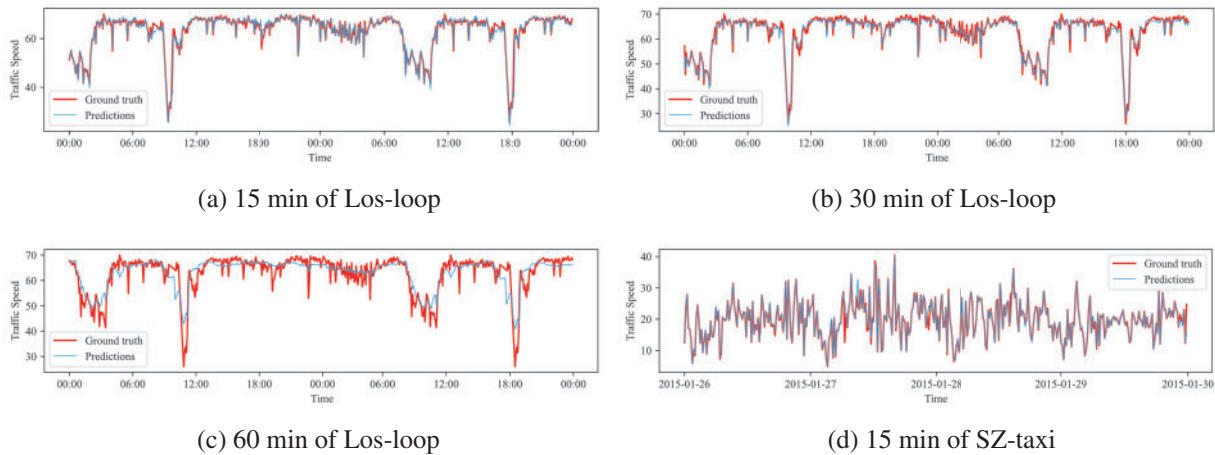 60
40
Traffic Speed
Ground truth
Predictions
00:00 06:00 12:00 18:00 00:00 06:00 12:00 18:00 00:00
Time
(a) 15 min of Los-loop
70
60
50
40
30
Traffic Speed
Ground truth
Predictions
00:00 06:00 12:00 18:00 00:00 06:00 12:00 18:00 00:00
Time
(b) 30 min of Los-loop
70
60
50
40
30
Traffic Speed
Ground truth
Predictions
00:00 06:00 12:00 18:00 00:00 06:00 12:00 18:00 00:00
Time
(c) 60 min of Los-loop
40
30
20
10
Traffic Speed
Ground truth
Predictions
2015-01-26 2015-01-27 2015-01-28 2015-01-29 2015-01-30
Time
(d) 15 min of SZ-taxi